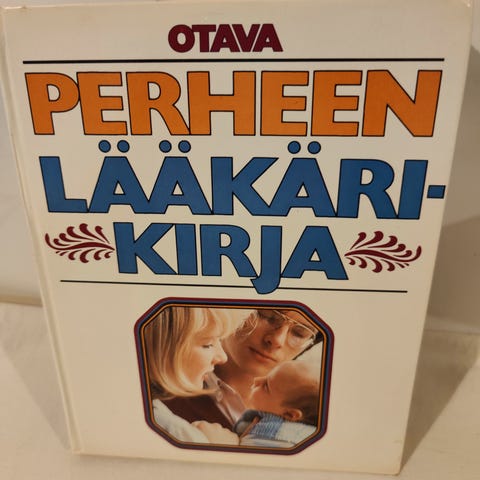 OTAVA
PERHEEN
LÄÄKÄRI-
KIRJA